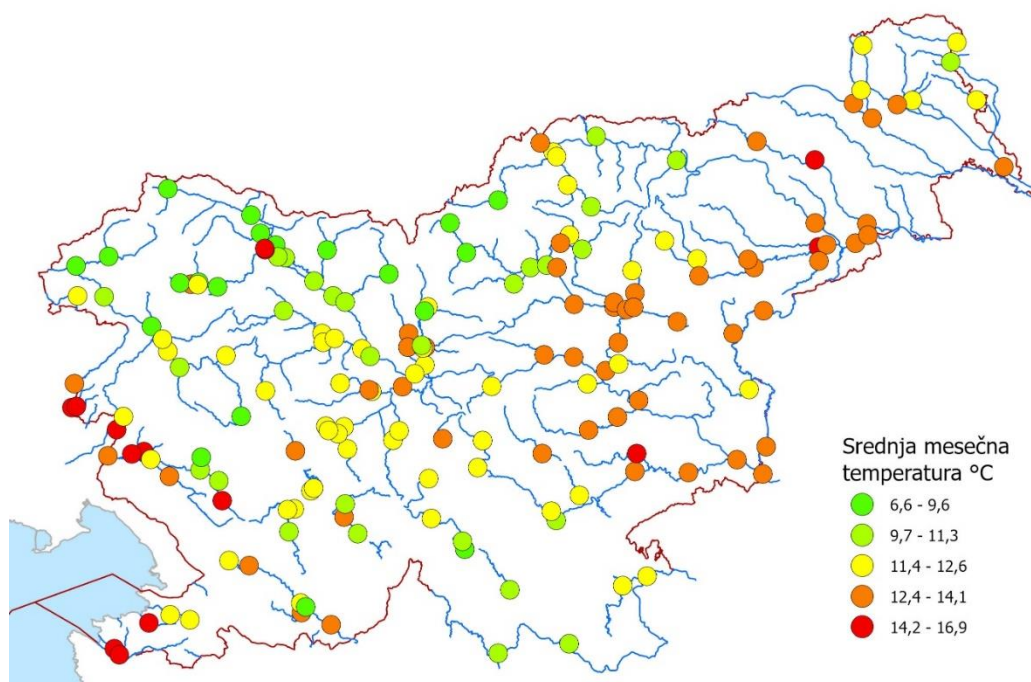 Srednja mesečna
temperatura °C
6,6 - 9,6
9,7 - 11,3
11,4 - 12,6
12,4 - 14,1
14,2 - 16,9